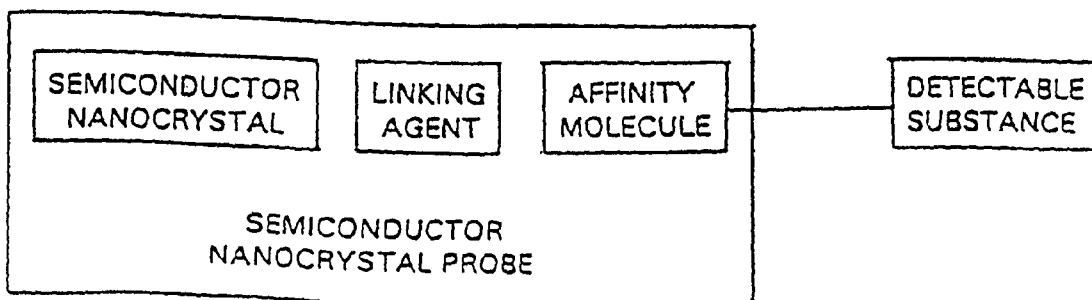 SEMICONDUCTOR
NANOCRYSTAL
LINKING
AGENT
AFFINITY
MOLECULE
DETECTABLE
SUBSTANCE
SEMICONDUCTOR
NANOCRYSTAL PROBE